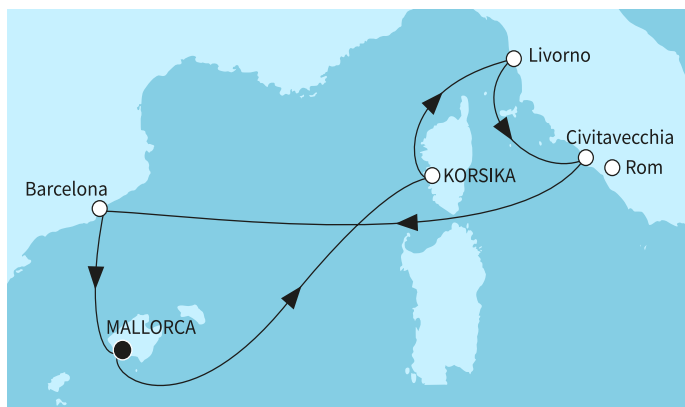 Livorno
Civitavecchia
Rom
KORSIKA
Barcelona
MALLORCA